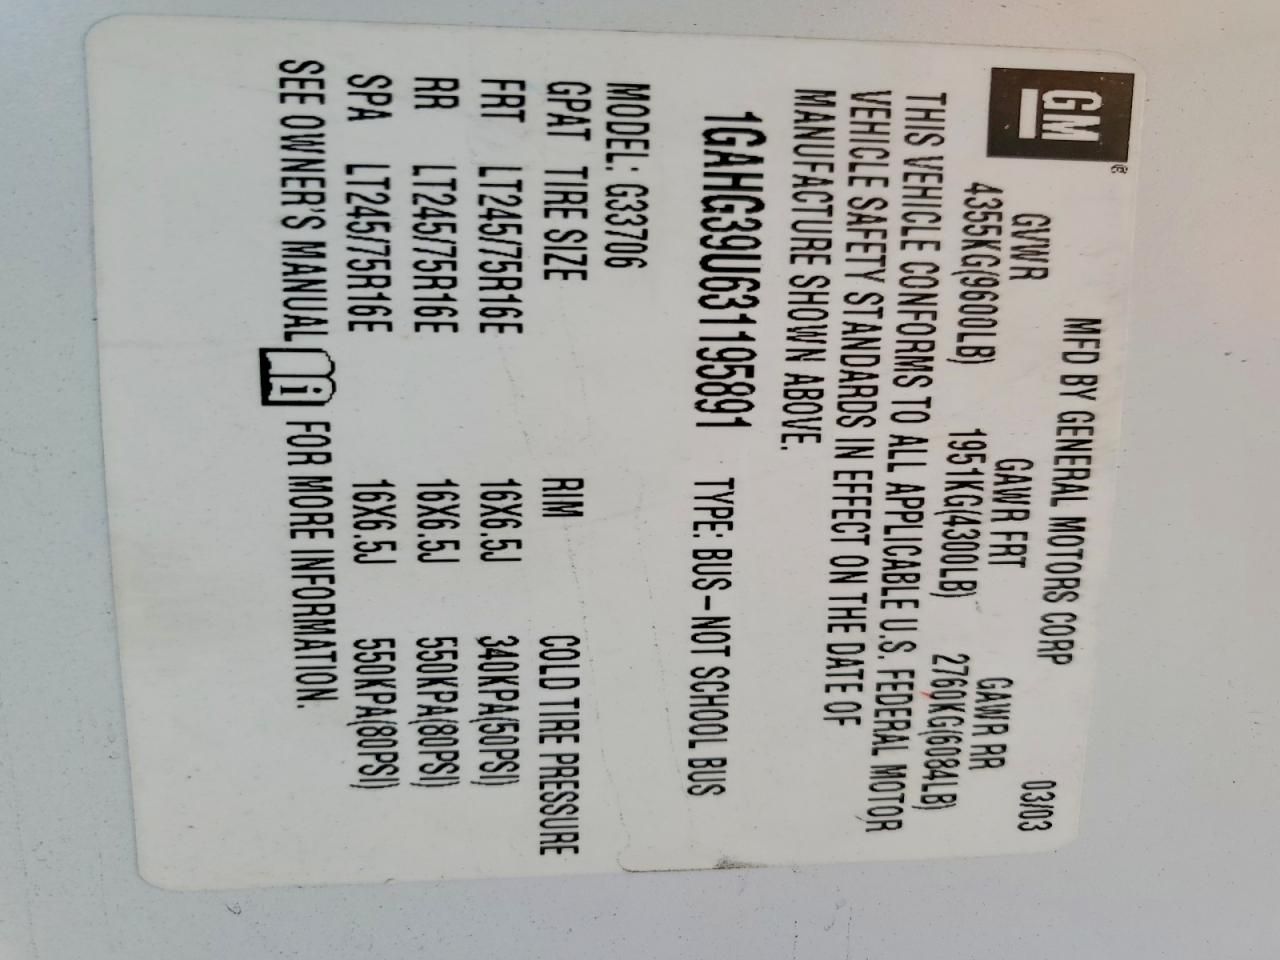 GM®
MFD BY GENERAL MOTORS CORP 03/03
GVWR GAWR FRT GAWR RR
4355KG(9600LB) 1951KG(4300LB) 2760KG(6084LB)
THIS VEHICLE CONFORMS TO ALL APPLICABLE U.S. FEDERAL MOTOR
VEHICLE SAFETY STANDARDS IN EFFECT ON THE DATE OF
MANUFACTURE SHOWN ABOVE.
1GAHG39U631195891 TYPE: BUS–NOT SCHOOL BUS
MODEL: G33706
GPAT TIRE SIZE RIM COLD TIRE PRESSURE
FRT LT245/75R16E 16X6.5J 340KPA(50PSI)
RR LT245/75R16E 16X6.5J 550KPA(80PSI)
SPA LT245/75R16E 16X6.5J 550KPA(80PSI)
SEE OWNER'S MANUAL i FOR MORE INFORMATION.